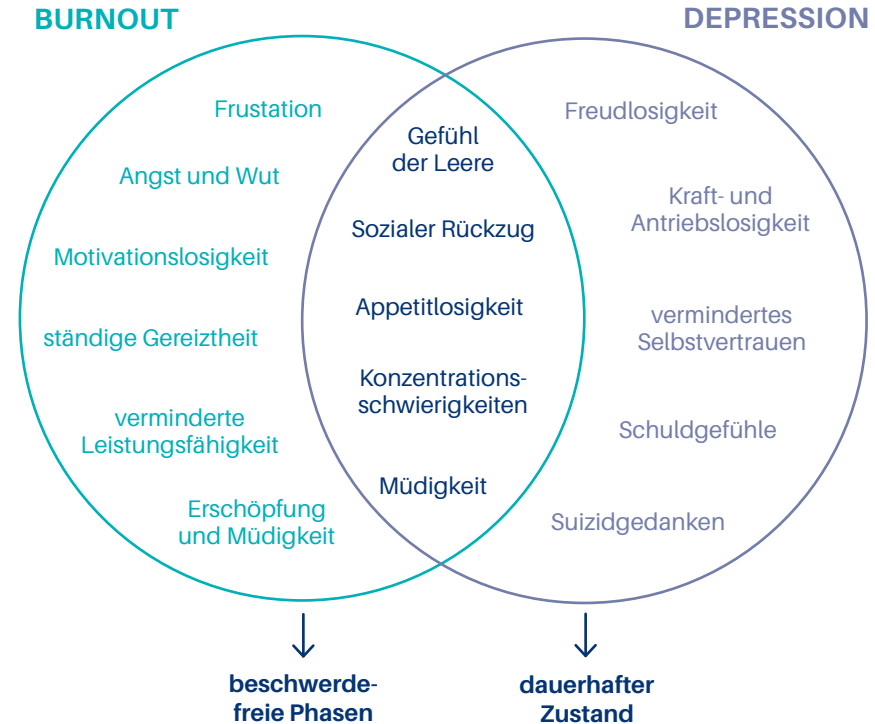 BURNOUT
DEPRESSION
Frustation
Angst und Wut
Motivationslosigkeit
ständige Gereiztheit
verminderte
Leistungsfähigkeit
Erschöpfung
und Müdigkeit
Gefühl
der Leere
Sozialer Rückzug
Appetitlosigkeit
Konzentrations-
schwierigkeiten
Müdigkeit
Freudlosigkeit
Kraft- und
Antriebslosigkeit
vermindertes
Selbstvertrauen
Schuldgefühle
Suizidgedanken
beschwerde-
freie Phasen
dauerhafter
Zustand